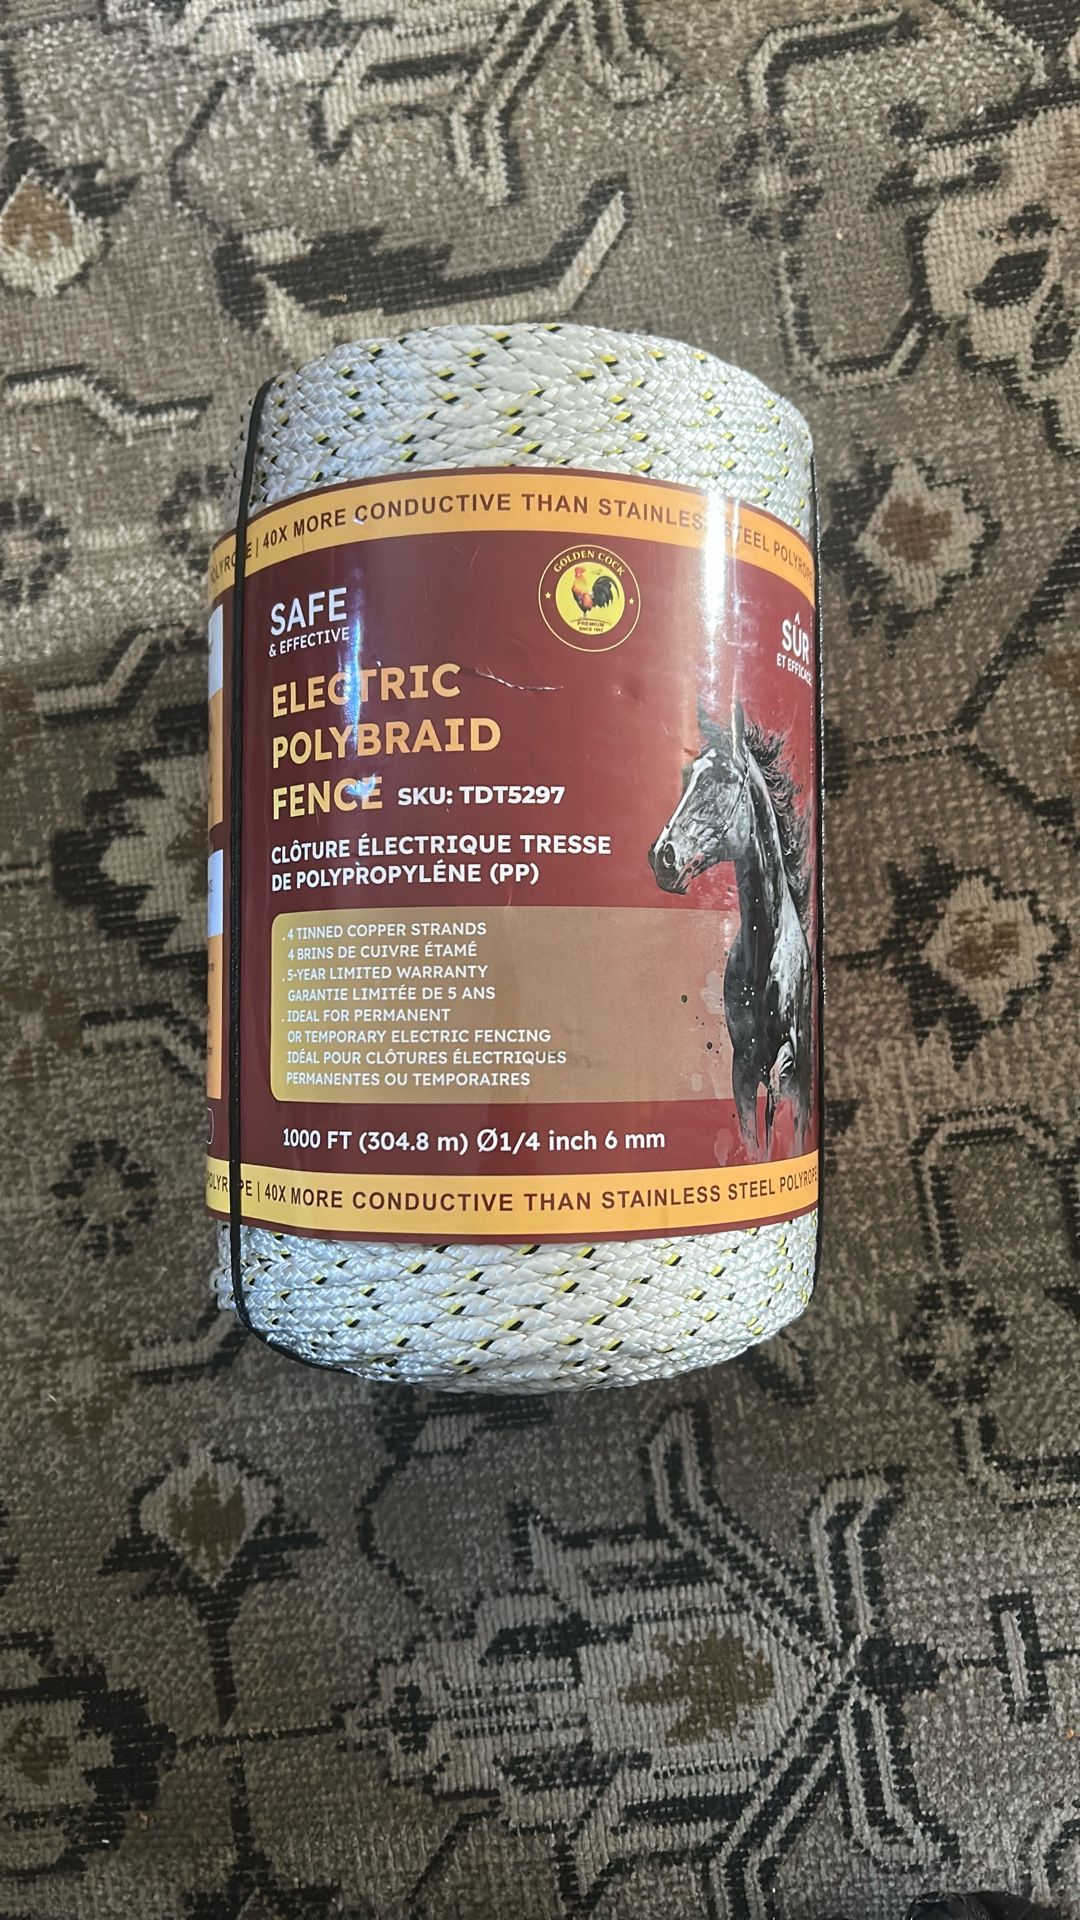 40X MORE CONDUCTIVE THAN STAINLESS STEEL POLYROPE
GOLDEN COCK
PREMIUM
SINCE 1982
SAFE
& EFFECTIVE
SÛR
ET EFFICACE
ELECTRIC
POLYBRAID
FENCE SKU: TDT5297
CLÔTURE ÉLECTRIQUE TRESSE
DE POLYPROPYLÉNE (PP)
. 4 TINNED COPPER STRANDS
4 BRINS DE CUIVRE ÉTAMÉ
. 5-YEAR LIMITED WARRANTY
GARANTIE LIMITÉE DE 5 ANS
. IDEAL FOR PERMANENT
OR TEMPORARY ELECTRIC FENCING
IDÉAL POUR CLÔTURES ÉLECTRIQUES
PERMANENTES OU TEMPORAIRES
1000 FT (304.8 m) Ø1/4 inch 6 mm
| 40X MORE CONDUCTIVE THAN STAINLESS STEEL POLYROPE